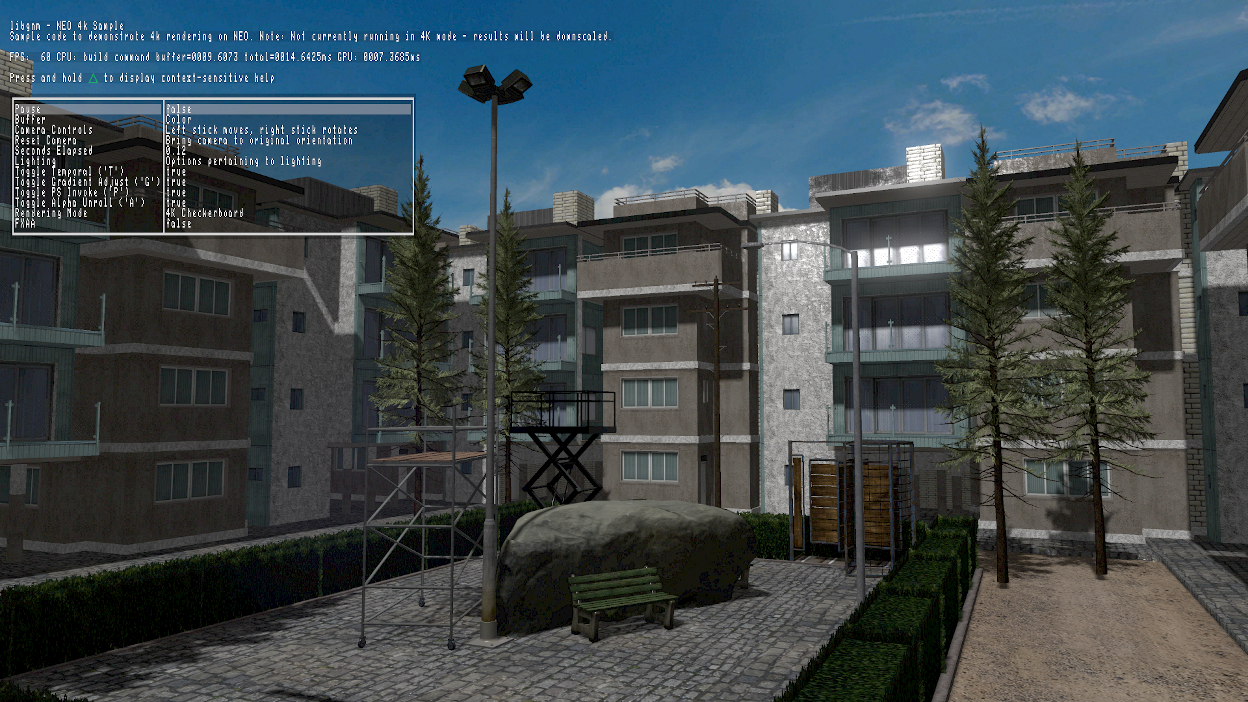 libgnm - NEO 4k Sample
Sample code to demonstrate 4k rendering on NEO. Note: Not currently running in 4K mode - results will be downscaled.
FPS: 60 CPU: build command buffer=0009.6073 total=0014.6425ms GPU: 0007.3685ms
Press and hold △ to display context-sensitive help
Pause false
Buffer Color
Camera Controls Left stick moves, right stick rotates
Reset Camera Bring camera to original orientation
Seconds Elapsed 0.12
Lighting Options pertaining to lighting
Toggle Temporal ('T') true
Toggle Gradient Adjust ('G') true
Toggle PS Invoke ('P') true
Toggle Alpha Unroll ('A') true
Rendering Mode 4K Checkerboard
FXAA false